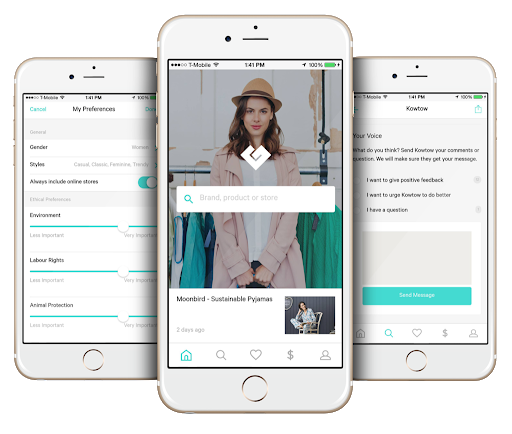 T-Mobile 1:41 PM
Cancel My Preferences
General
Gender Women
Styles Casual, Classic, Feminine, Trendy
Always include online stores
Ethical Preferences
Environment
Less Important Very Important
Labour Rights
Less Important Very Important
Animal Protection
Less Important Very Important
T-Mobile 1:41 PM 100%
Brand, product or store
Moonbird - Sustainable Pyjamas
2 days ago
$
T-Mobile 1:41 PM 100%
Kowtow
Your Voice
What do you think? Send Kowtow your comments or
question. We will make sure they get your message.
I want to give positive feedback
I want to urge Kowtow to do better
I have a question
Send Message
$